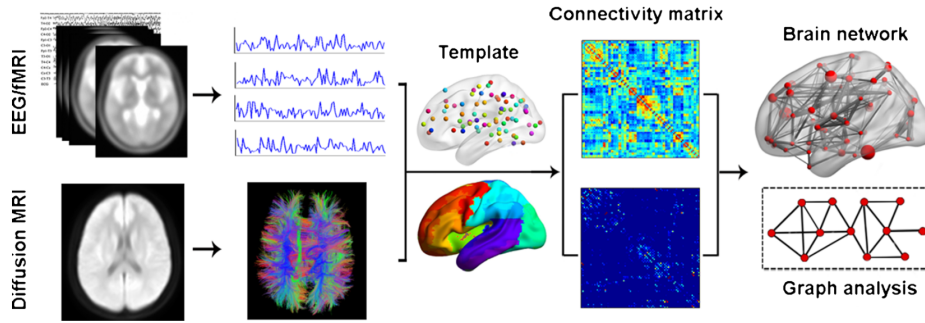 EEG/fMRI
Diffusion MRI
Template
Connectivity matrix
Brain network
Graph analysis